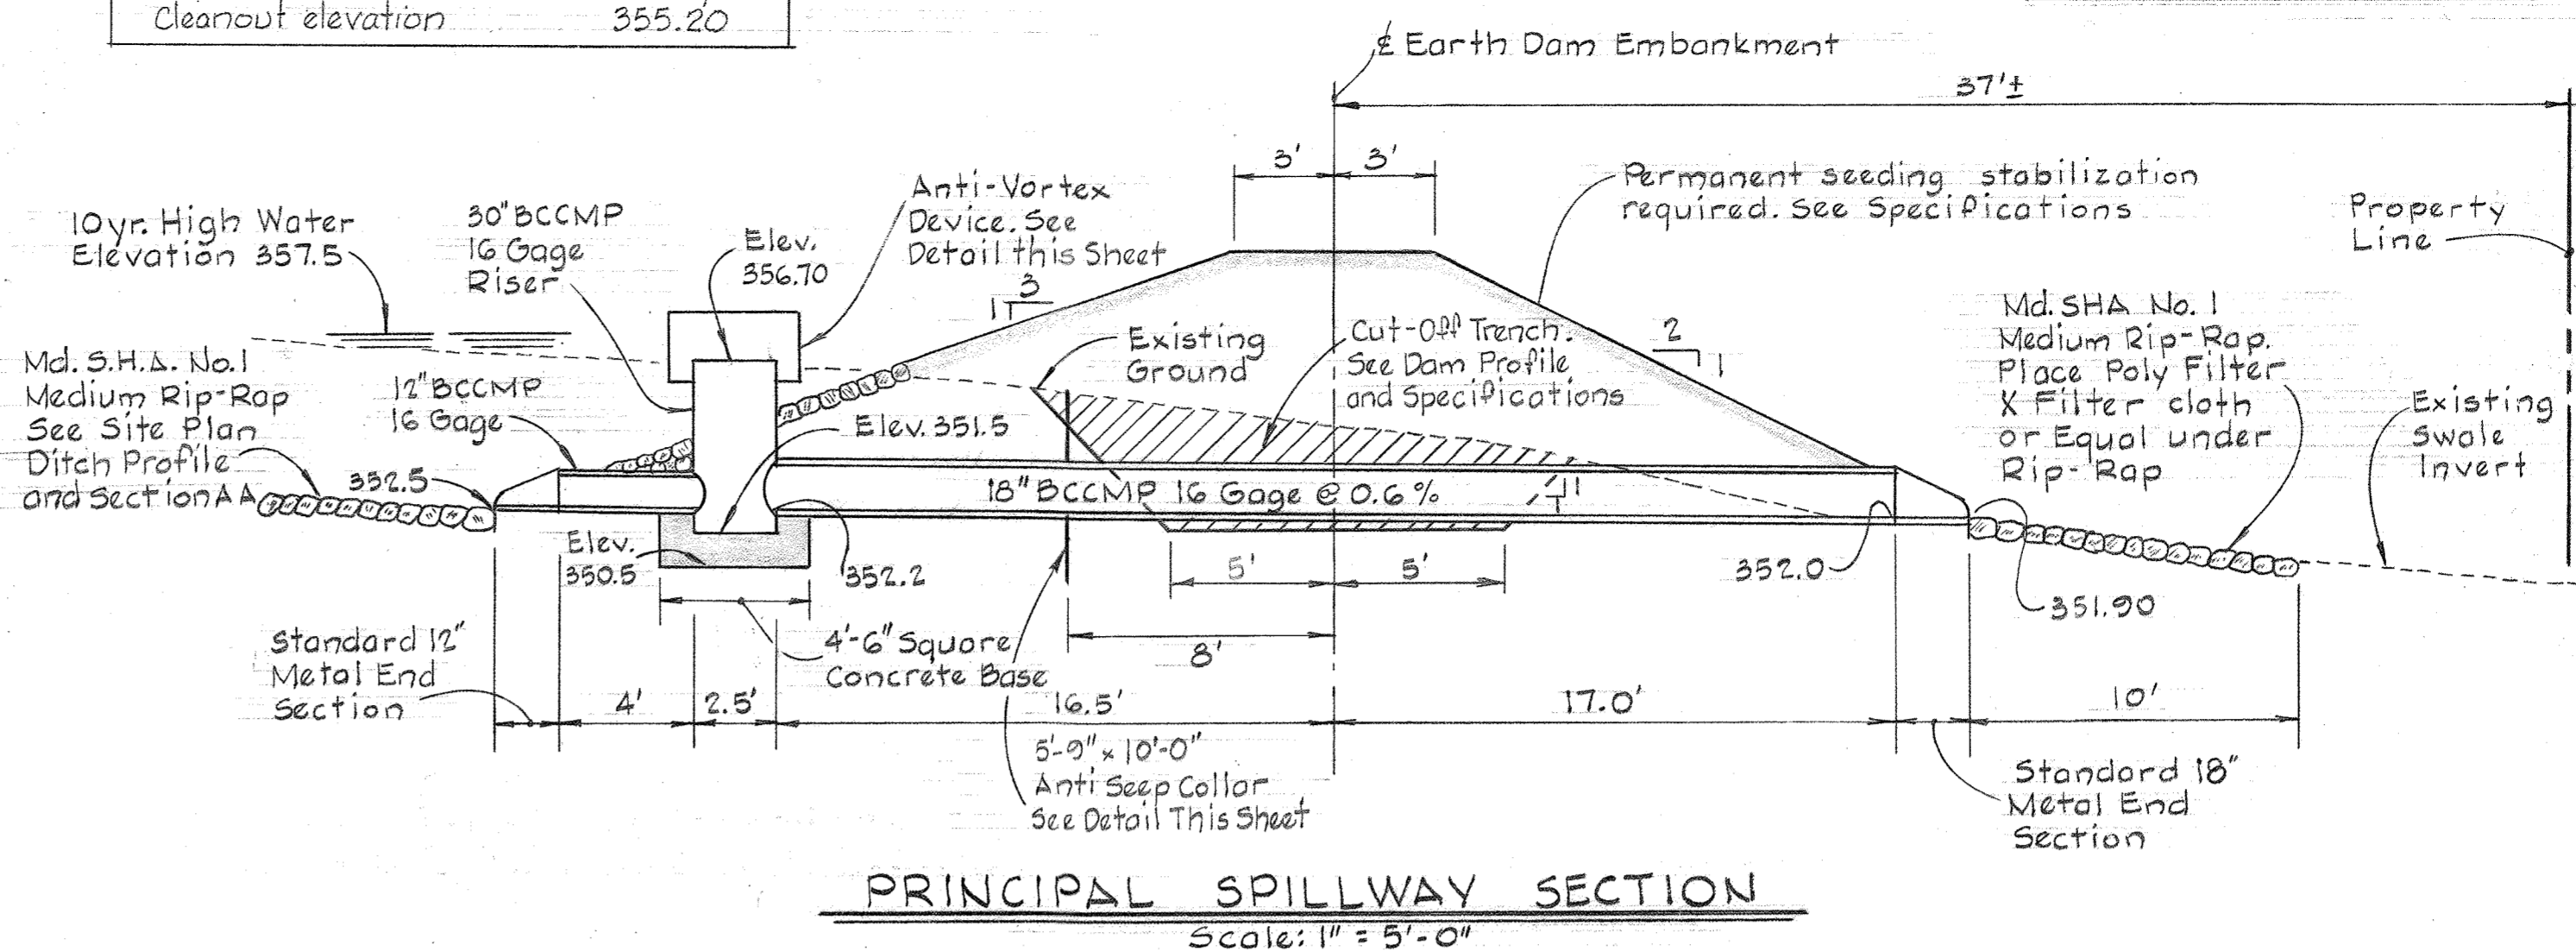 Cleanout elevation 355.20
℄ Earth Dam Embankment
37'±
3' 3'
10yr. High Water
Elevation 357.5
30" BCCMP
16 Gage
Riser
Elev.
356.70
Anti-Vortex
Device. See
Detail this Sheet
Permanent seeding stabilization
required. See Specifications
Property
Line
1 3
Md. S.H.A. No.1
Medium Rip-Rap
See Site Plan
Ditch Profile
and Section AA
12" BCCMP
16 Gage
352.5
Existing
Ground
Cut-Off Trench.
See Dam Profile
and Specifications
2
1
Md. SHA No. 1
Medium Rip-Rap.
Place Poly Filter
X Filter cloth
or Equal under
Rip-Rap
Existing
Swale
Invert
Elev. 351.5
18" BCCMP 16 Gage @ 0.6%
1
1
Elev.
350.5
352.2
5' 5'
352.0
351.90
Standard 12"
Metal End
Section
4'-6" Square
Concrete Base
8'
4' 2.5' 16.5' 17.0' 10'
5'-9" x 10'-0"
Anti Seep Collar
See Detail This Sheet
Standard 18"
Metal End
Section
PRINCIPAL SPILLWAY SECTION
Scale: 1" = 5'-0"